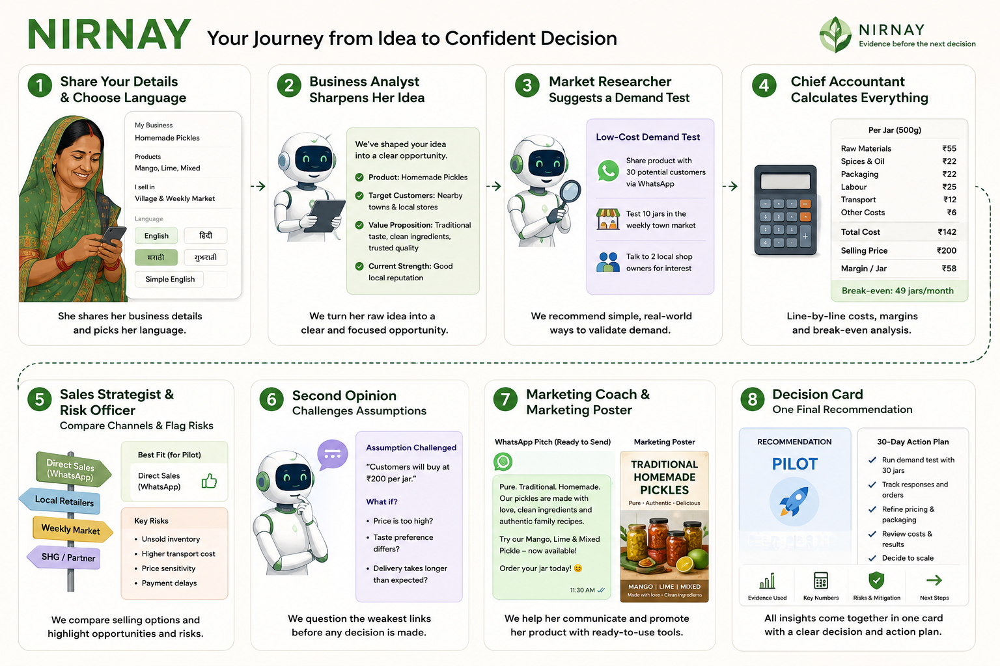 NIRNAY
Your Journey from Idea to Confident Decision
NIRNAY
Evidence before the next decision
1
Share Your Details
& Choose Language
My Business
Homemade Pickles
Products
Mango, Lime, Mixed
I sell in
Village & Weekly Market
Language
English
हिंदी
मराठी
Simple English
She shares her business details
and picks her language.
2
Business Analyst
Sharpens Her Idea
We've shaped your idea
into a clear opportunity.
Product: Homemade Pickles
Target Customers: Nearby
towns & local stores
Value Proposition: Traditional
taste, clean ingredients,
trusted quality
Current Strength: Good
local reputation
We turn her raw idea into a
clear and focused opportunity.
3
Market Researcher
Suggests a Demand Test
Low-Cost Demand Test
Share product with
30 potential customers
via WhatsApp
Test 10 jars in the
weekly town market
Talk to 2 local shop
owners for interest
We recommend simple, real-world
ways to validate demand.
4
Chief Accountant
Calculates Everything
Per Jar (500g)
Raw Materials ₹55
Spices & Oil ₹22
Packaging ₹22
Labour ₹25
Transport ₹12
Other Costs ₹6
Total Cost ₹142
Selling Price ₹200
Margin / Jar ₹58
Break-even: 49 jars/month
Line-by-line costs, margins
and break-even analysis.
5
Sales Strategist &
Risk Officer
Compare Channels & Flag Risks
Direct Sales
(WhatsApp)
Local Retailers
Weekly Market
SHG / Partner
Best Fit (for Pilot)
Direct Sales
(WhatsApp)
Key Risks
• Unsold inventory
• Higher transport cost
• Price sensitivity
• Payment delays
We compare selling options and
highlight opportunities and risks.
6
Second Opinion
Challenges Assumptions
Assumption Challenged
“Customers will buy at
₹200 per jar.”
What if?
• Price is too high?
• Taste preference
differs?
• Delivery takes longer
than expected?
We question the weakest links
before any decision is made.
7
Marketing Coach &
Marketing Poster
WhatsApp Pitch (Ready to Send)
Pure. Traditional. Homemade.
Our pickles are made with
love, clean ingredients and
authentic family recipes.
Try our Mango, Lime & Mixed
Pickle – now available!
Order your jar today! 😊
11:30 AM
Marketing Poster
TRADITIONAL
HOMEMADE
PICKLES
Pure • Authentic • Delicious
MANGO | LIME | MIXED
Made with love • Clean ingredients
We help her communicate and promote
her product with ready-to-use tools.
8
Decision Card
One Final Recommendation
RECOMMENDATION
PILOT
30-Day Action Plan
Run demand test with
30 jars
Track responses and
orders
Refine pricing &
packaging
Review costs &
results
Decide to scale
Evidence Used
Key Numbers
Risks & Mitigation
Next Steps
All insights come together in one card
with a clear decision and action plan.